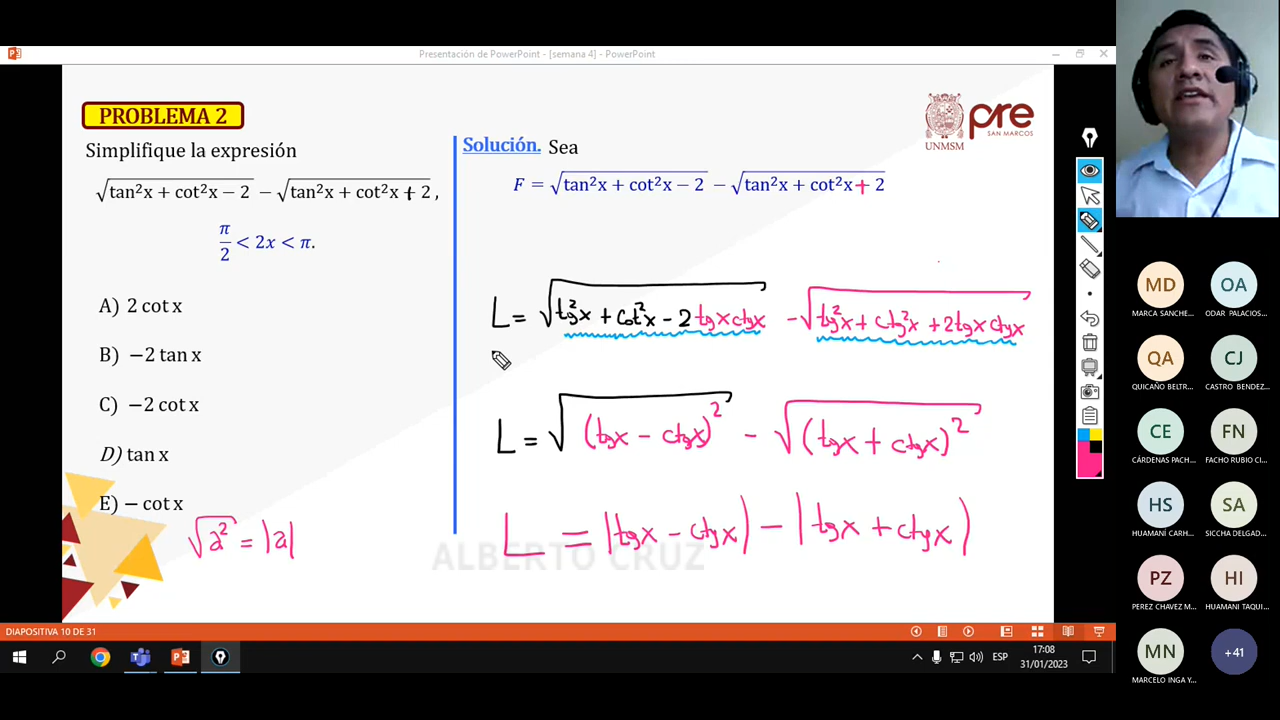 Presentación de PowerPoint - [semana 4] - PowerPoint
PROBLEMA 2
Simplifique la expresión
√(tan²x + cot²x − 2) − √(tan²x + cot²x + 2) ,
π/2 < 2x < π.
A) 2 cot x
B) −2 tan x
C) −2 cot x
D) tan x
E) − cot x
√a² = |a|
Solución. Sea
F = √(tan²x + cot²x − 2) − √(tan²x + cot²x + 2)
L = √(tg²x + cot²x − 2 tgx ctgx) − √(tg²x + ctg²x + 2tgx ctgx)
L = √(tgx − ctgx)² − √(tgx + ctgx)²
L = |tgx − ctgx| − |tgx + ctgx|
ALBERTO CRUZ
UNMSM
pre
SAN MARCOS
DIAPOSITIVA 10 DE 31
ESP
17:08
31/01/2023
MD
MARCA SANCHE...
OA
ODAR PALACIOS...
QA
QUICAÑO BELTR...
CJ
CASTRO BENDEZ...
CE
CÁRDENAS PACH...
FN
FACHO RUBIO CI...
HS
HUAMANÍ CARH...
SA
SICCHA DELGAD...
PZ
PEREZ CHAVEZ M...
HI
HUAMANI TAQUI...
MN
MARCELO INGA Y...
+41